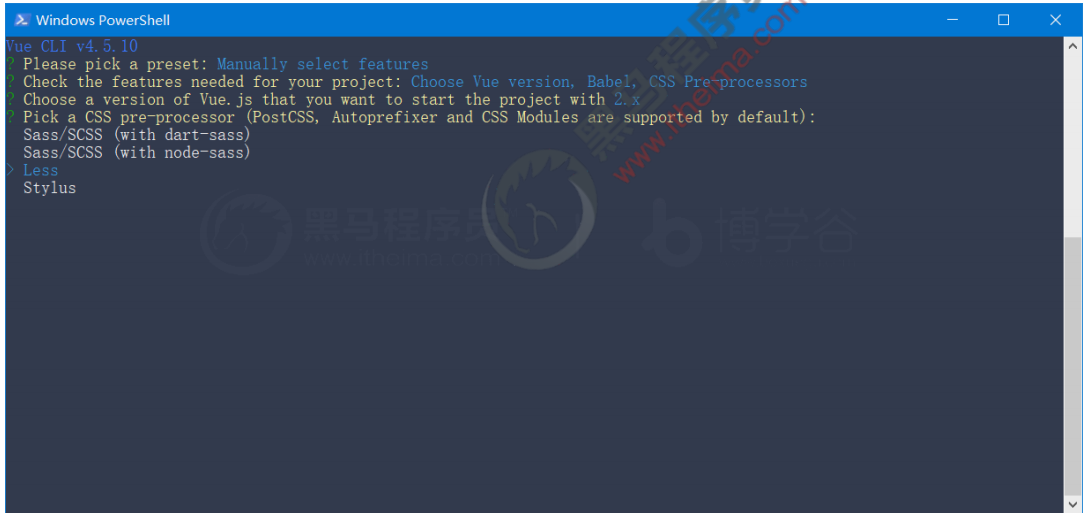 Windows PowerShell
Vue CLI v4.5.10
? Please pick a preset: Manually select features
? Check the features needed for your project: Choose Vue version, Babel, CSS Pre-processors
? Choose a version of Vue.js that you want to start the project with 2.x
? Pick a CSS pre-processor (PostCSS, Autoprefixer and CSS Modules are supported by default):
Sass/SCSS (with dart-sass)
Sass/SCSS (with node-sass)
> Less
Stylus
黑马程序员
www.itheima.com
黑马程序员
www.itheima.com
博学谷